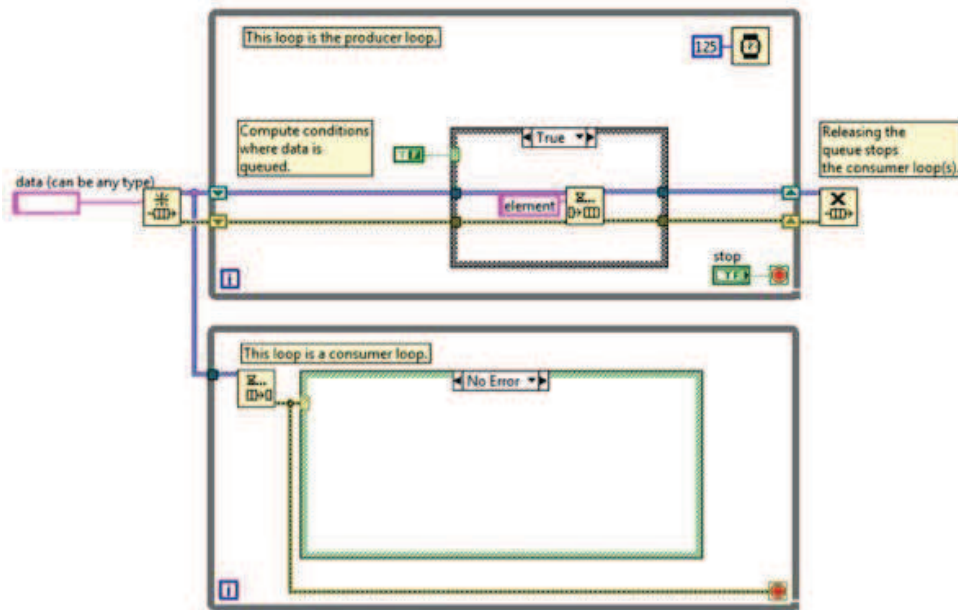 This loop is the producer loop.
125
Compute conditions
where data is
queued.
True
Releasing the
queue stops
the consumer loop(s).
data (can be any type)
element
stop
TF
i
This loop is a consumer loop.
No Error
i